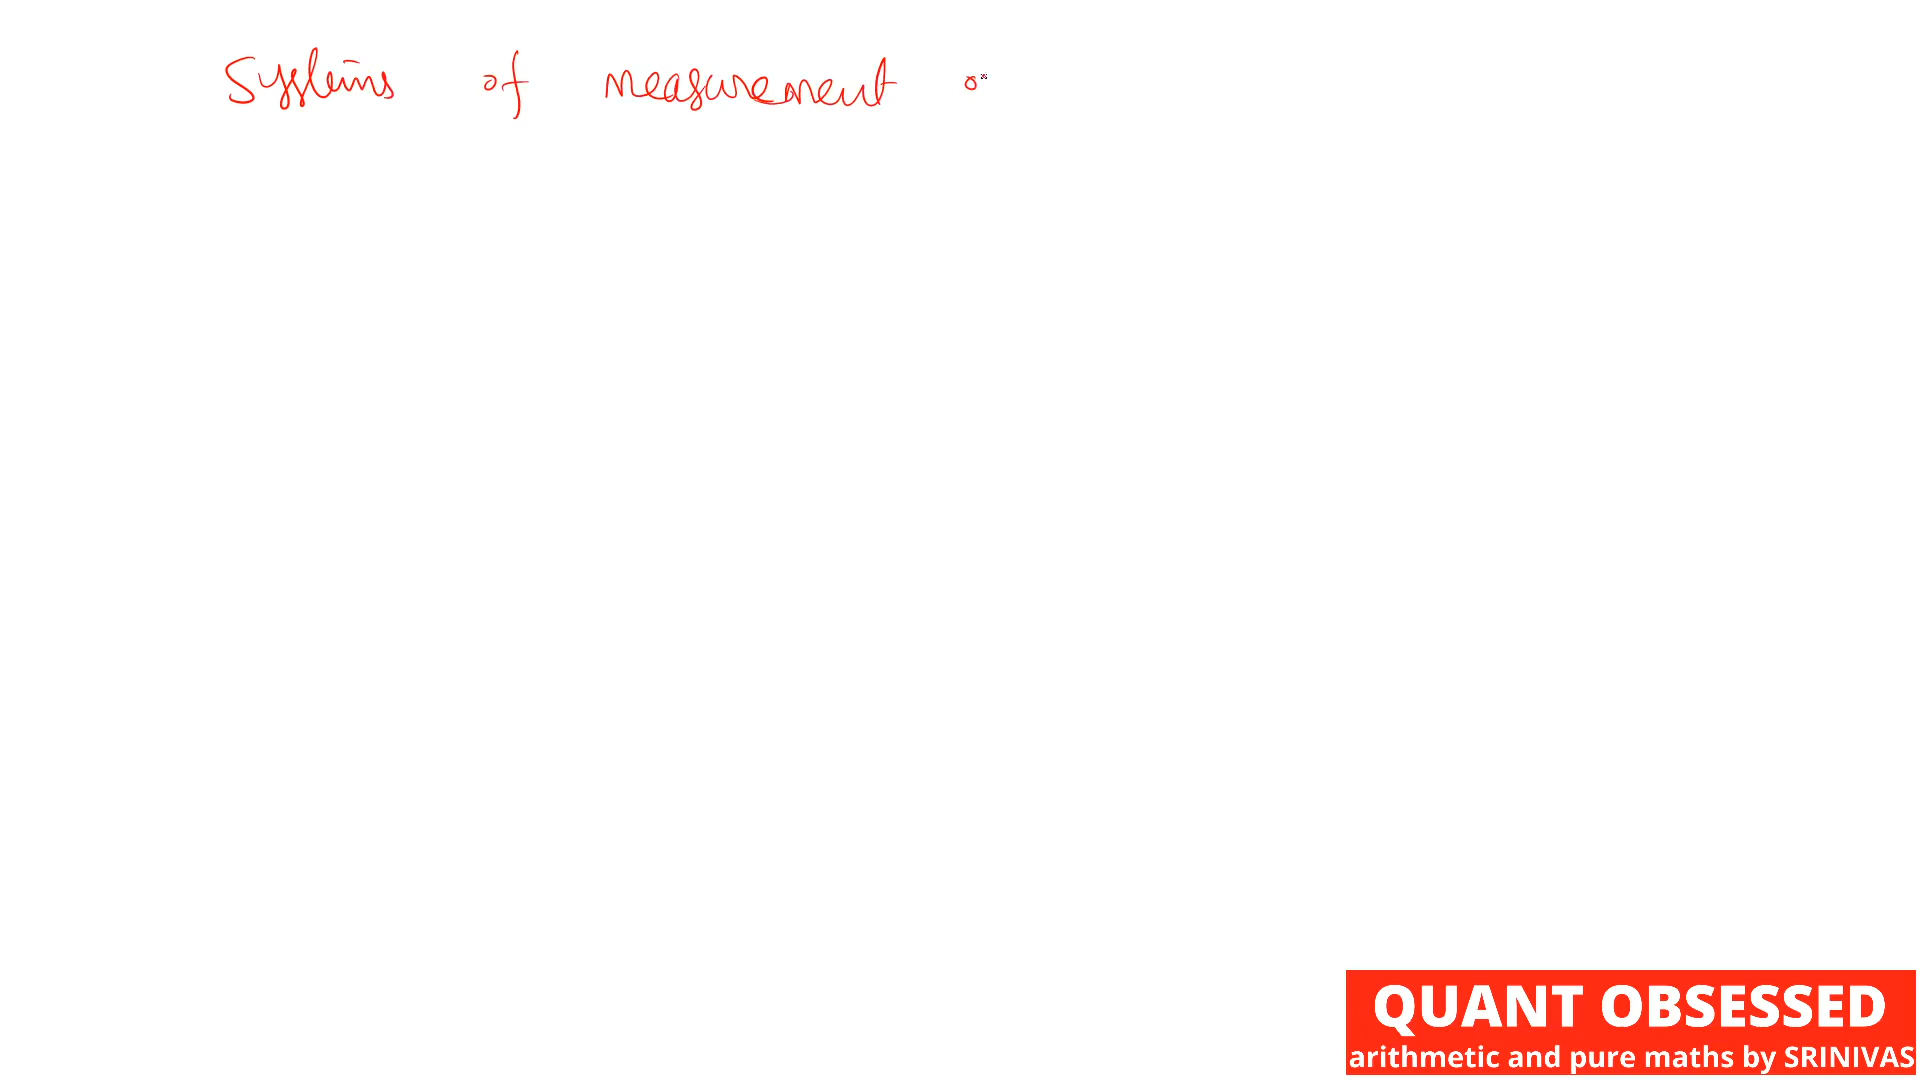 Systems of measurement o
QUANT OBSESSED
arithmetic and pure maths by SRINIVAS